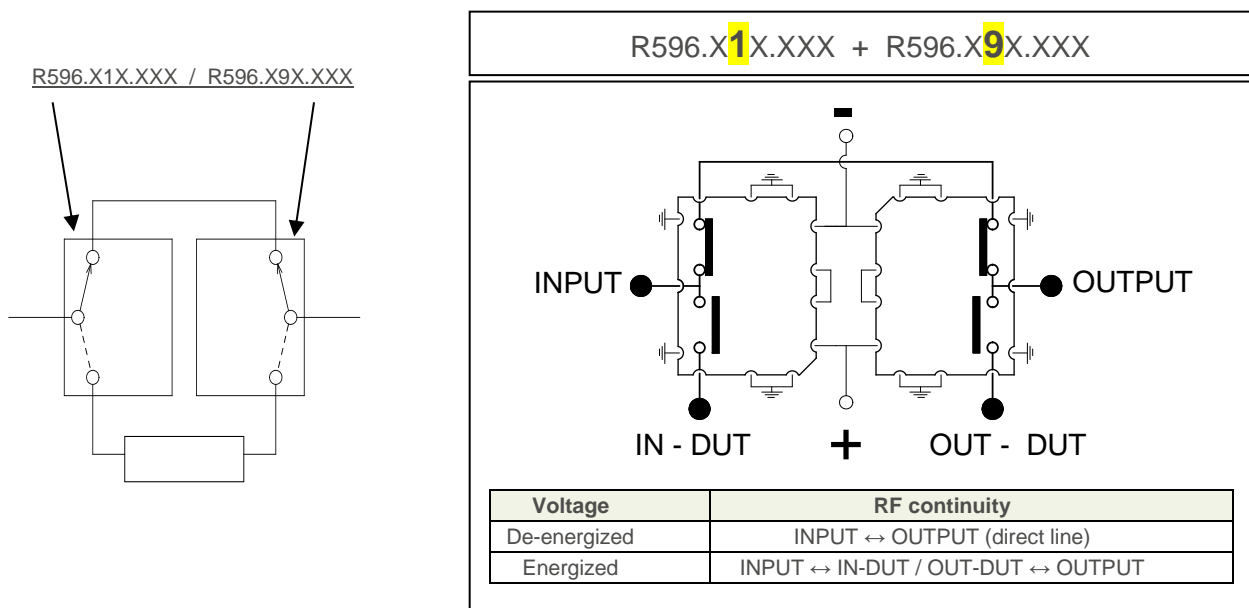 R596.X1X.XXX / R596.X9X.XXX
R596.X1X.XXX + R596.X9X.XXX
-
INPUT
OUTPUT
IN - DUT
+
OUT - DUT
Voltage RF continuity
De-energized INPUT ↔ OUTPUT (direct line)
Energized INPUT ↔ IN-DUT / OUT-DUT ↔ OUTPUT